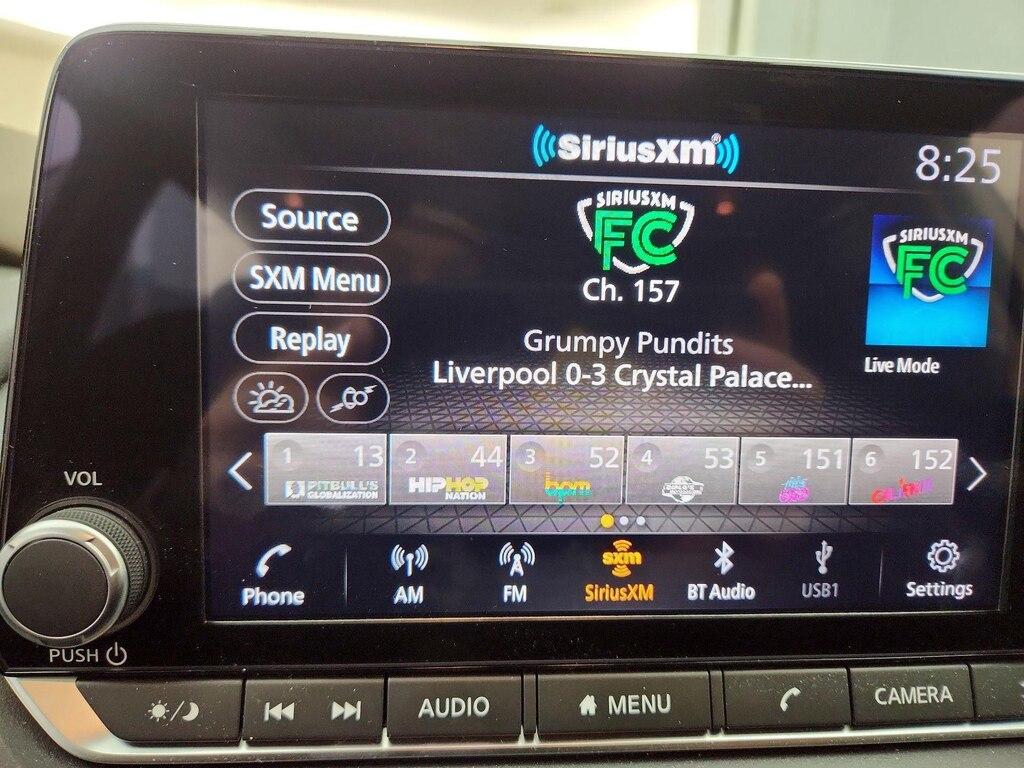 SiriusXM®
8:25
Source
SXM Menu
Replay
SIRIUSXM
FC
Ch. 157
Grumpy Pundits
Liverpool 0-3 Crystal Palace...
SIRIUSXM
FC
Live Mode
1 13
PITBULL'S
GLOBALIZATION
2 44
HIPHOP
NATION
3 52
bpm
4 53
5 151
6 152
VOL
PUSH
Phone
AM
FM
sxm
SiriusXM
BT Audio
USB1
Settings
AUDIO
MENU
CAMERA